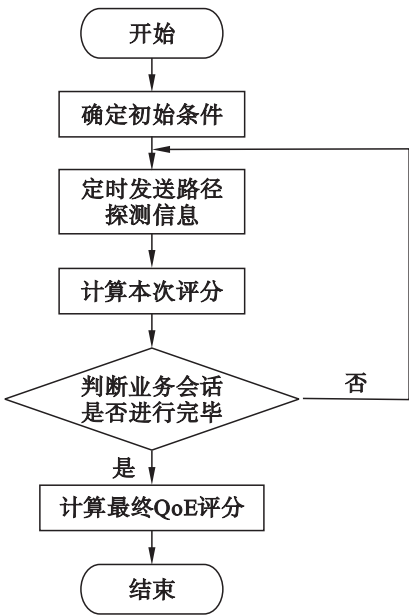 开始
确定初始条件
定时发送路径
探测信息
计算本次评分
判断业务会话
是否进行完毕
否
是
计算最终QoE评分
结束